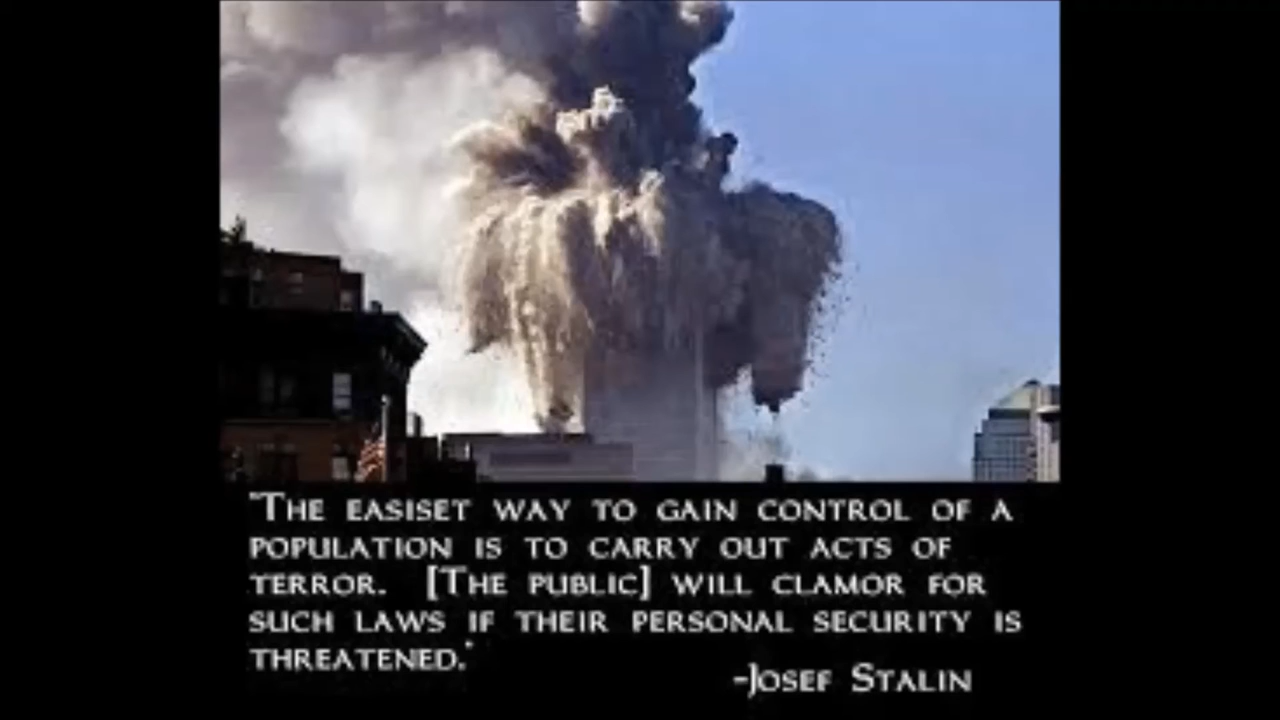 "The easiset way to gain control of a
population is to carry out acts of
terror. [The public] will clamor for
such laws if their personal security is
threatened."
-Josef Stalin